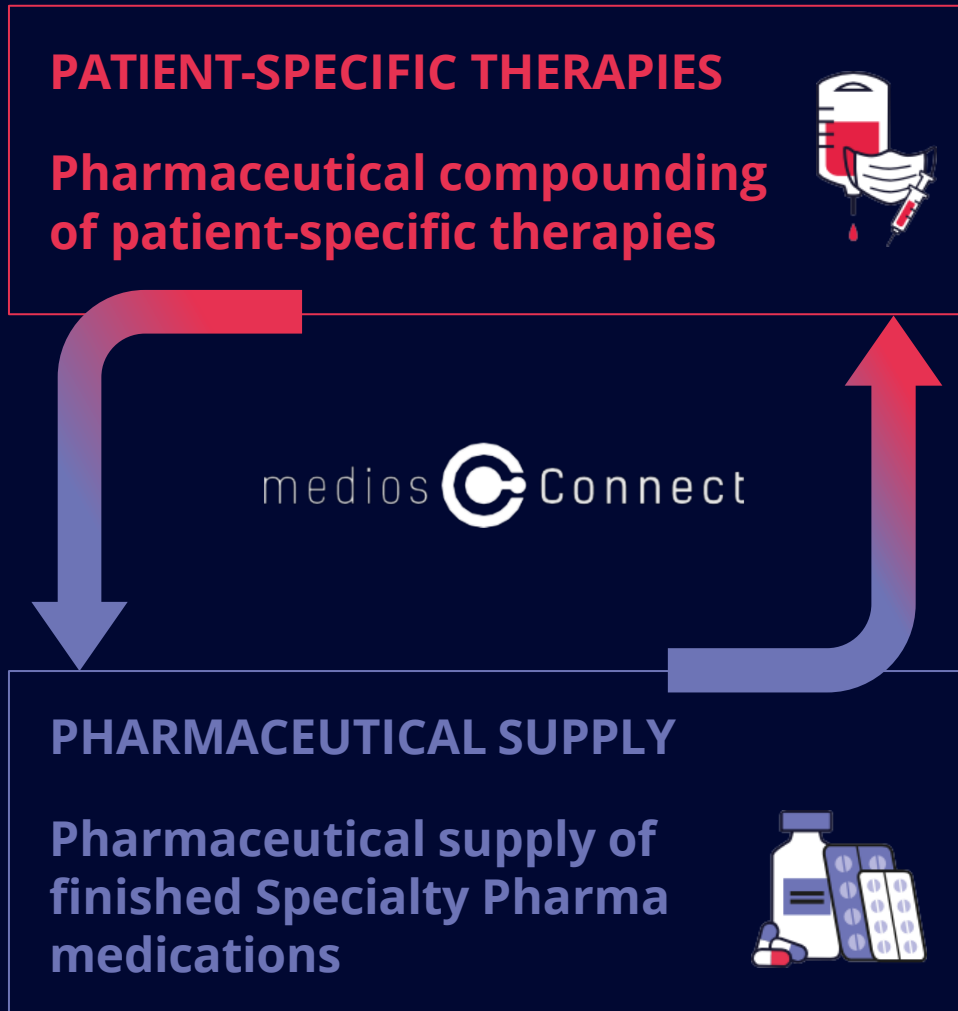 PATIENT-SPECIFIC THERAPIES
Pharmaceutical compounding
of patient-specific therapies
medios Connect
PHARMACEUTICAL SUPPLY
Pharmaceutical supply of
finished Specialty Pharma
medications